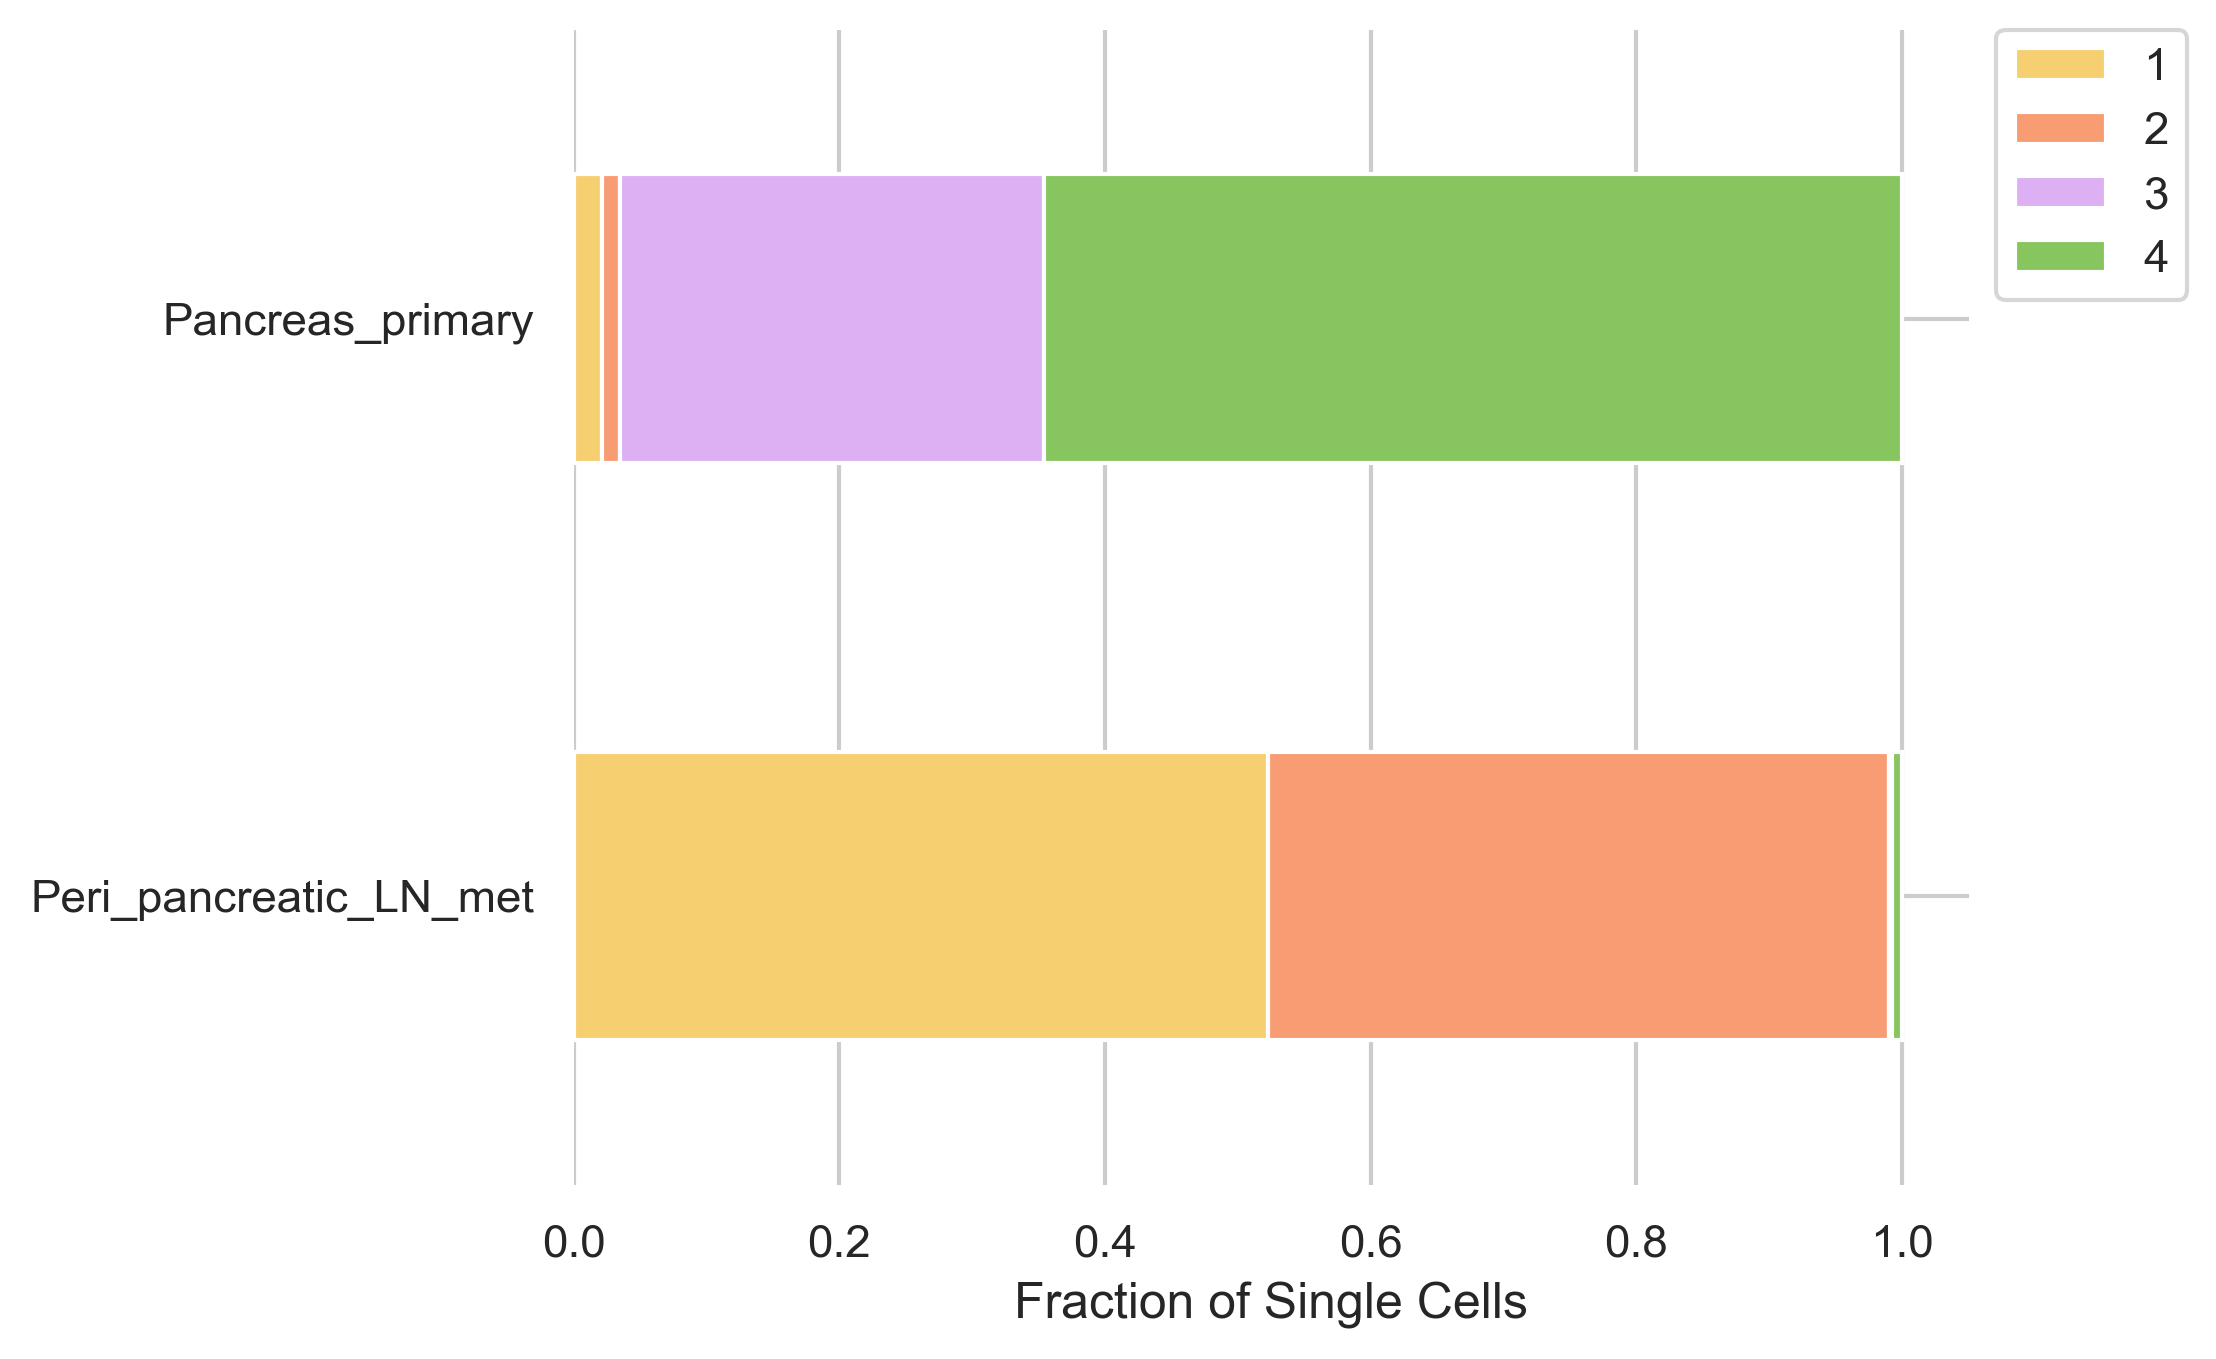 1
2
3
4
Pancreas_primary
Peri_pancreatic_LN_met
0.0 0.2 0.4 0.6 0.8 1.0
Fraction of Single Cells